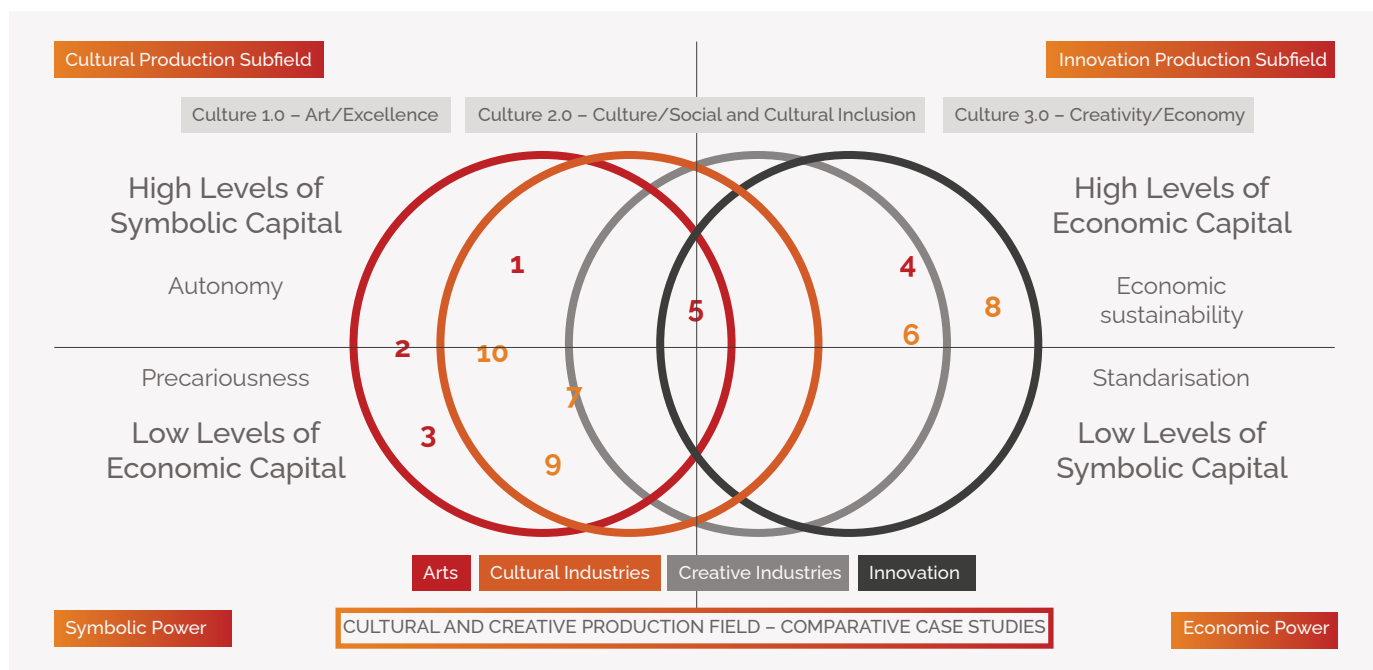 Cultural Production Subfield
Innovation Production Subfield
Culture 1.0 – Art/Excellence
Culture 2.0 – Culture/Social and Cultural Inclusion
Culture 3.0 – Creativity/Economy
High Levels of
Symbolic Capital
High Levels of
Economic Capital
Autonomy
Economic
sustainability
1
4
5
8
6
2
10
Precariousness
Standarisation
7
3
9
Low Levels of
Economic Capital
Low Levels of
Symbolic Capital
Arts
Cultural Industries
Creative Industries
Innovation
Symbolic Power
CULTURAL AND CREATIVE PRODUCTION FIELD – COMPARATIVE CASE STUDIES
Economic Power